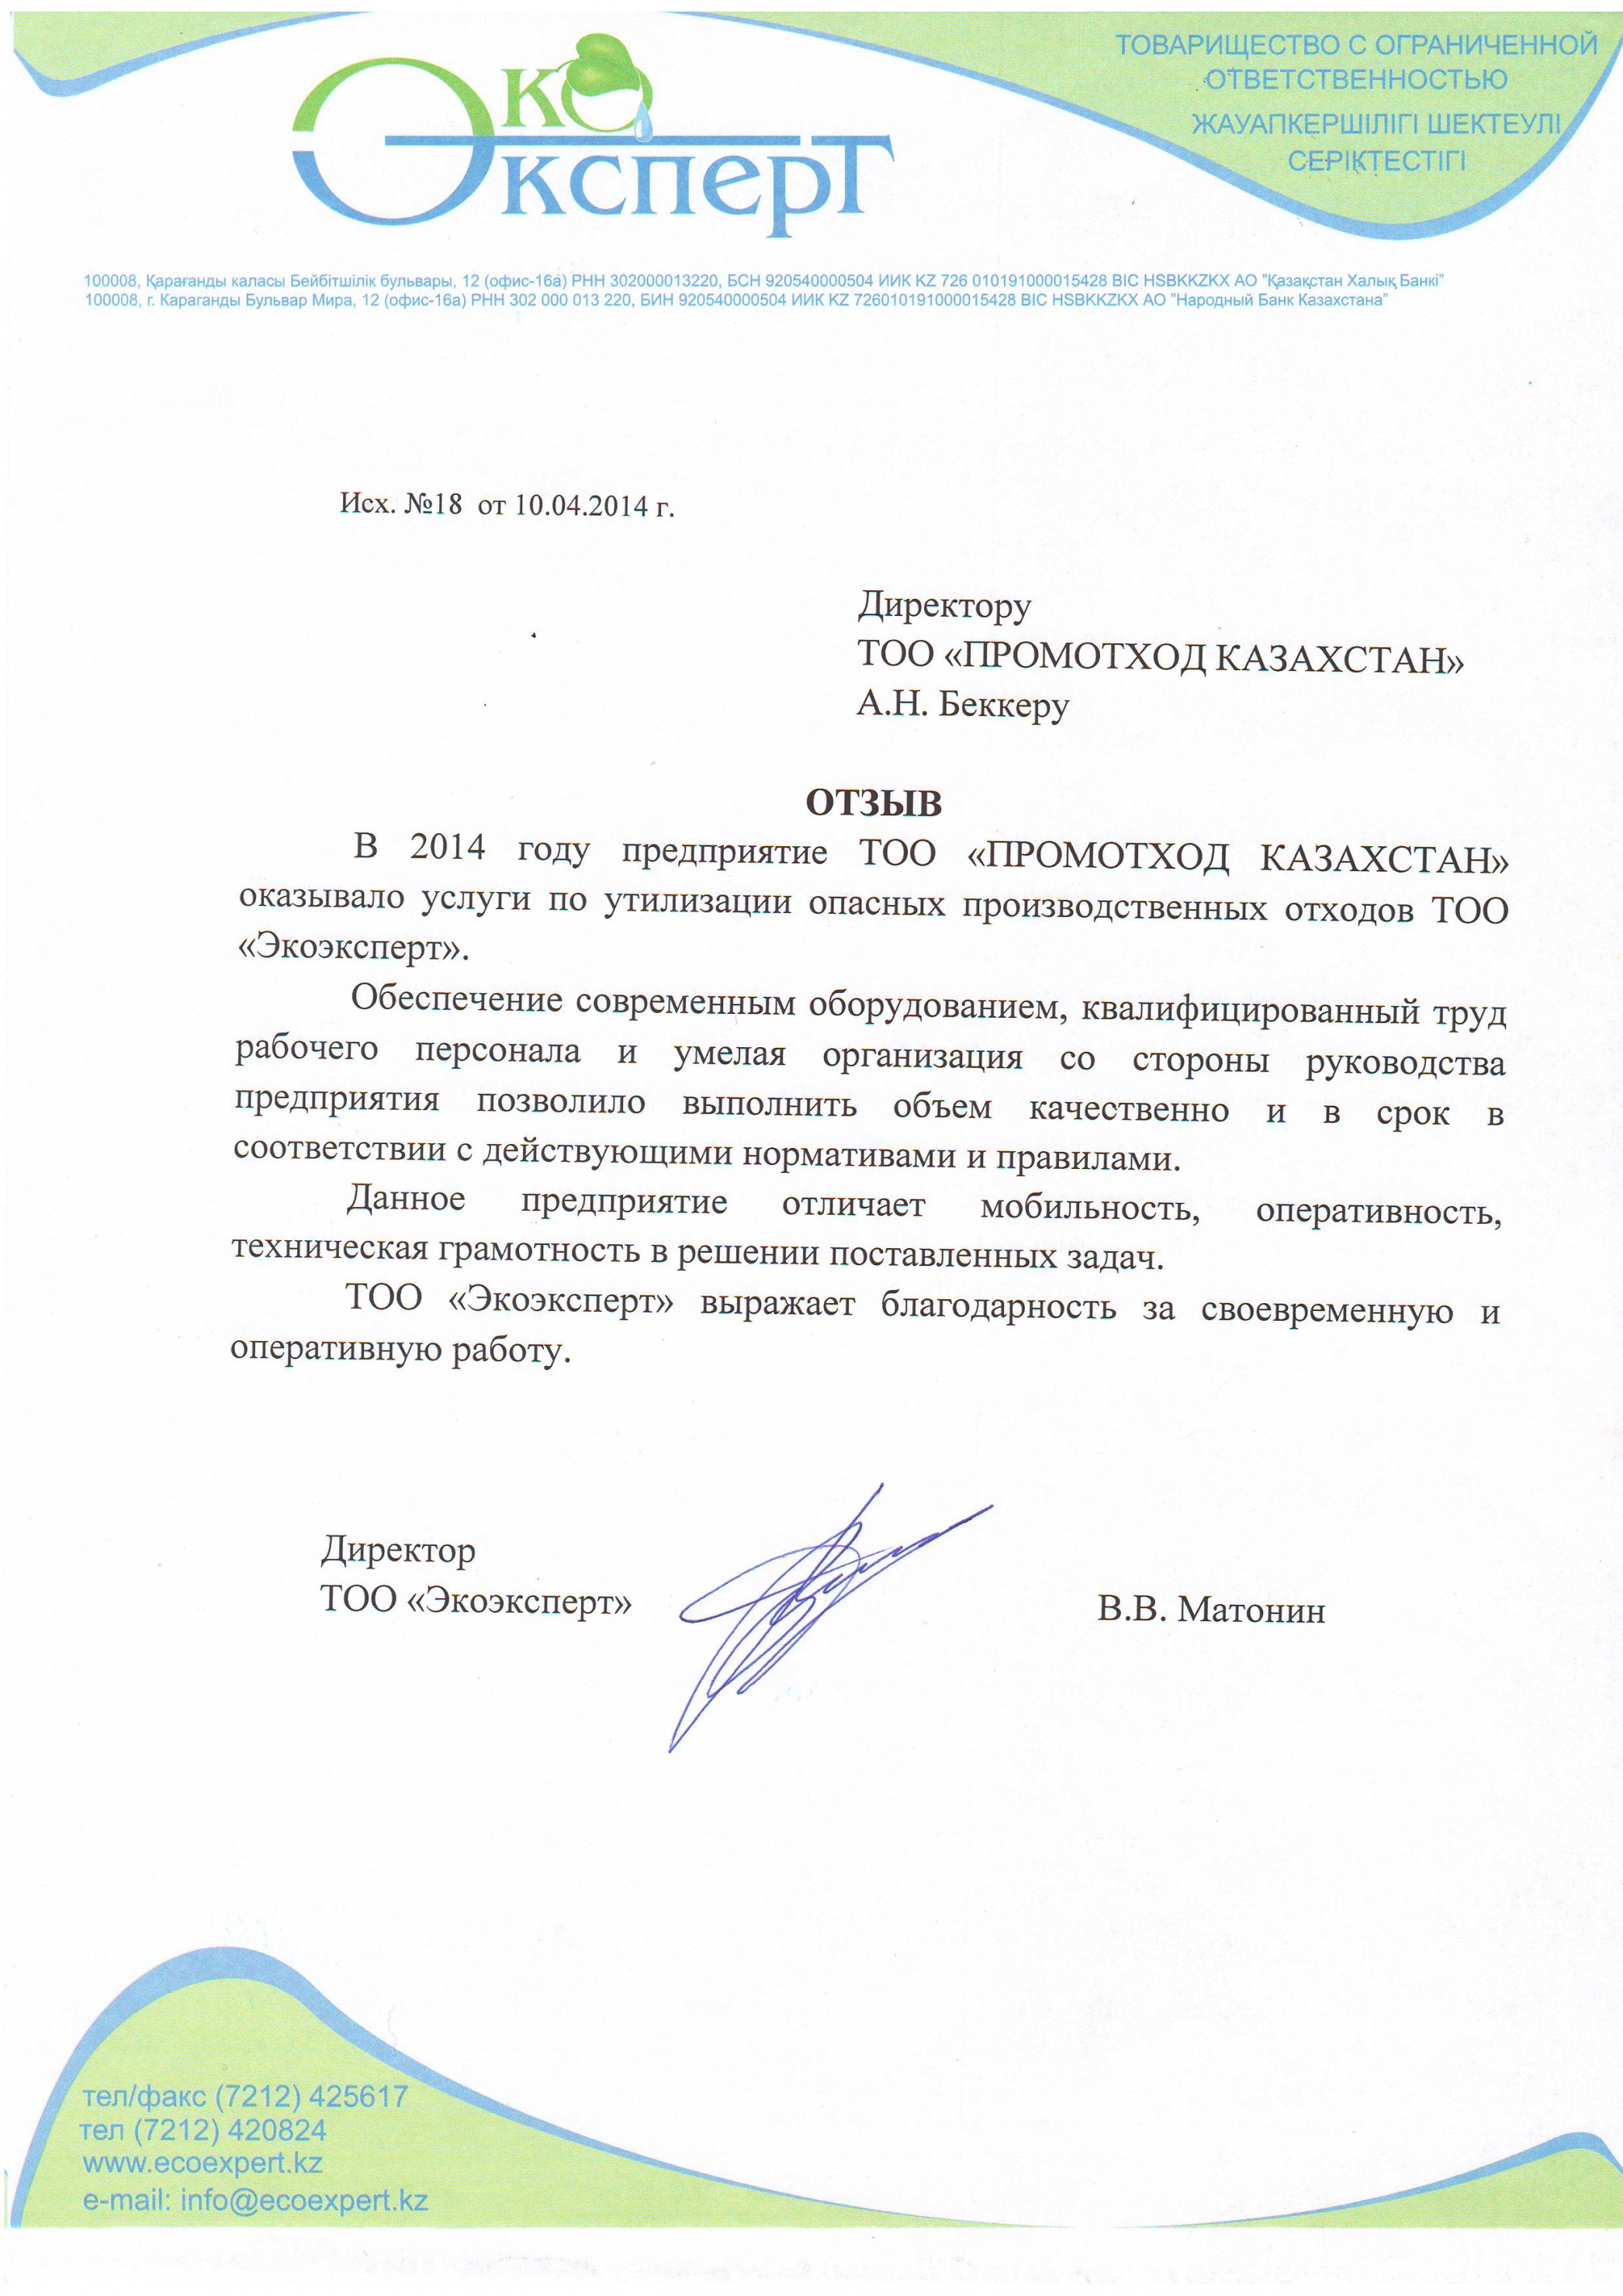 Эко
Эксперт
ТОВАРИЩЕСТВО С ОГРАНИЧЕННОЙ
ОТВЕТСТВЕННОСТЬЮ
ЖАУАПКЕРШІЛІГІ ШЕКТЕУЛІ
СЕРІКТЕСТІГІ
100008, Қарағанды каласы Бейбітшілік бульвары, 12 (офис-16а) РНН 302000013220, БСН 920540000504 ИИК KZ 726 010191000015428 BIC HSBKKZKX АО "Қазақстан Халық Банкі"
100008, г. Караганды Бульвар Мира, 12 (офис-16а) РНН 302 000 013 220, БИН 920540000504 ИИК KZ 726010191000015428 BIC HSBKKZKX АО "Народный Банк Казахстана"
Исх. №18 от 10.04.2014 г.
Директору
ТОО «ПРОМОТХОД КАЗАХСТАН»
А.Н. Беккеру
ОТЗЫВ
В 2014 году предприятие ТОО «ПРОМОТХОД КАЗАХСТАН»
оказывало услуги по утилизации опасных производственных отходов ТОО
«Экоэксперт».
Обеспечение современным оборудованием, квалифицированный труд
рабочего персонала и умелая организация со стороны руководства
предприятия позволило выполнить объем качественно и в срок в
соответствии с действующими нормативами и правилами.
Данное предприятие отличает мобильность, оперативность,
техническая грамотность в решении поставленных задач.
ТОО «Экоэксперт» выражает благодарность за своевременную и
оперативную работу.
Директор
ТОО «Экоэксперт»
В.В. Матонин
тел/факс (7212) 425617
тел (7212) 420824
www.ecoexpert.kz
e-mail: info@ecoexpert.kz